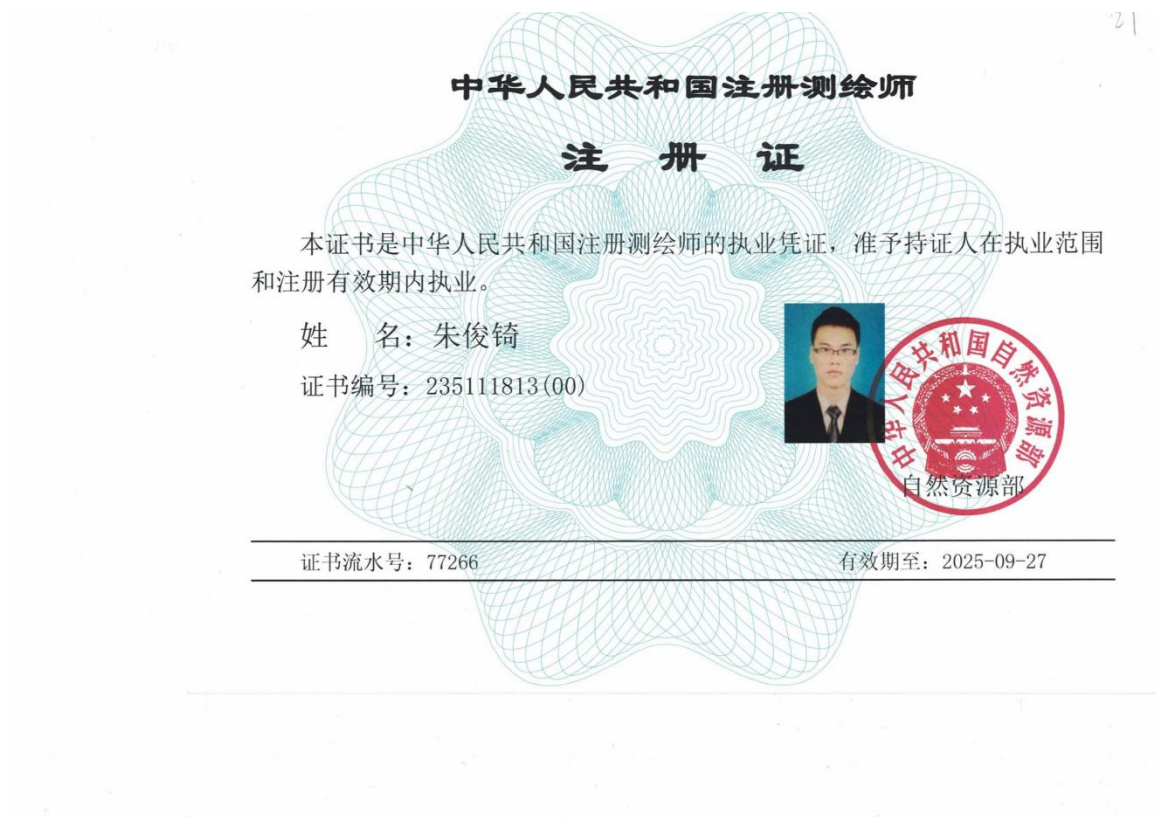 21
中华人民共和国注册测绘师
注 册 证
本证书是中华人民共和国注册测绘师的执业凭证，准予持证人在执业范围
和注册有效期内执业。
姓 名：朱俊锜
证书编号：235111813(00)
中华人民共和国自然资源部
自然资源部
证书流水号：77266
有效期至：2025-09-27